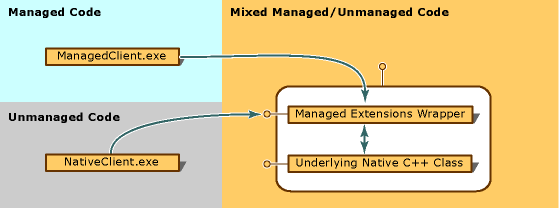 Managed Code
Mixed Managed/Unmanaged Code
ManagedClient.exe
Managed Extensions Wrapper
Unmanaged Code
NativeClient.exe
Underlying Native C++ Class